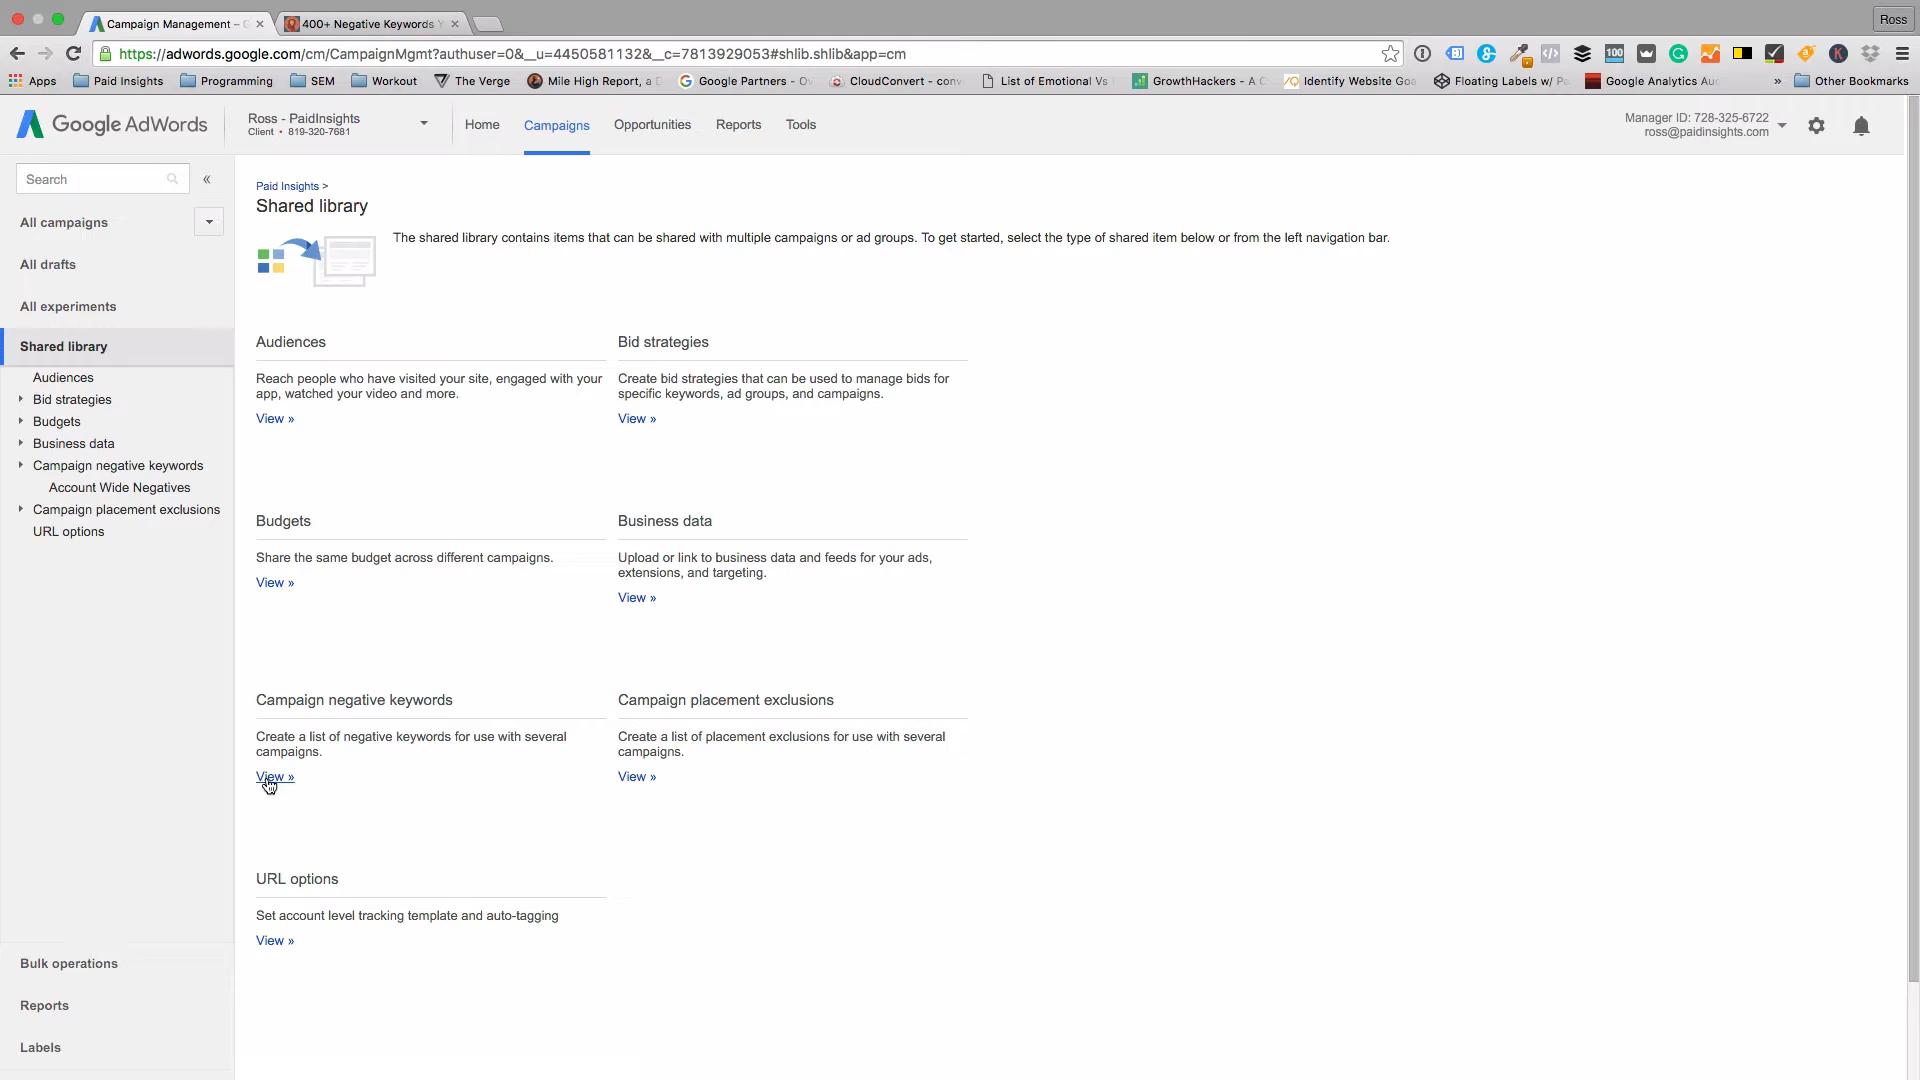 Campaign Management –
400+ Negative Keywords
Ross
https://adwords.google.com/cm/CampaignMgmt?authuser=0&__u=4450581132&__c=7813929053#shlib.shlib&app=cm
100
K
Apps
Paid Insights
Programming
SEM
Workout
The Verge
Mile High Report, a
Google Partners -
CloudConvert -
List of Emotional Vs
GrowthHackers - A
Identify Website
Floating Labels w/
Google Analytics
»
Other Bookmarks
Google AdWords
Ross - PaidInsights
Client • 819-320-7681
Home
Campaigns
Opportunities
Reports
Tools
Manager ID: 728-325-6722
ross@paidinsights.com
Search
«
All campaigns
All drafts
All experiments
Shared library
Audiences
Bid strategies
Budgets
Business data
Campaign negative keywords
Account Wide Negatives
Campaign placement exclusions
URL options
Bulk operations
Reports
Labels
Paid Insights >
Shared library
The shared library contains items that can be shared with multiple campaigns or ad groups. To get started, select the type of shared item below or from the left navigation bar.
Audiences
Reach people who have visited your site, engaged with your
app, watched your video and more.
View »
Bid strategies
Create bid strategies that can be used to manage bids for
specific keywords, ad groups, and campaigns.
View »
Budgets
Share the same budget across different campaigns.
View »
Business data
Upload or link to business data and feeds for your ads,
extensions, and targeting.
View »
Campaign negative keywords
Create a list of negative keywords for use with several
campaigns.
View »
Campaign placement exclusions
Create a list of placement exclusions for use with several
campaigns.
View »
URL options
Set account level tracking template and auto-tagging
View »